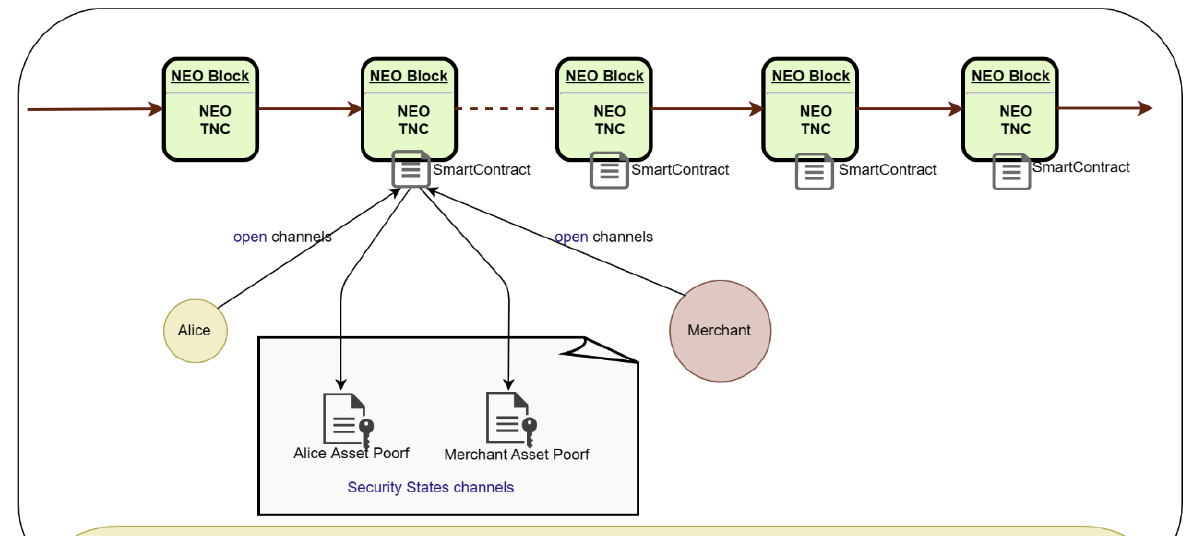 NEO Block
NEO
TNC
NEO Block
NEO
TNC
NEO Block
NEO
TNC
NEO Block
NEO
TNC
NEO Block
NEO
TNC
SmartContract
SmartContract
SmartContract
SmartContract
open channels
open channels
Alice
Merchant
Alice Asset Poorf
Merchant Asset Poorf
Security States channels